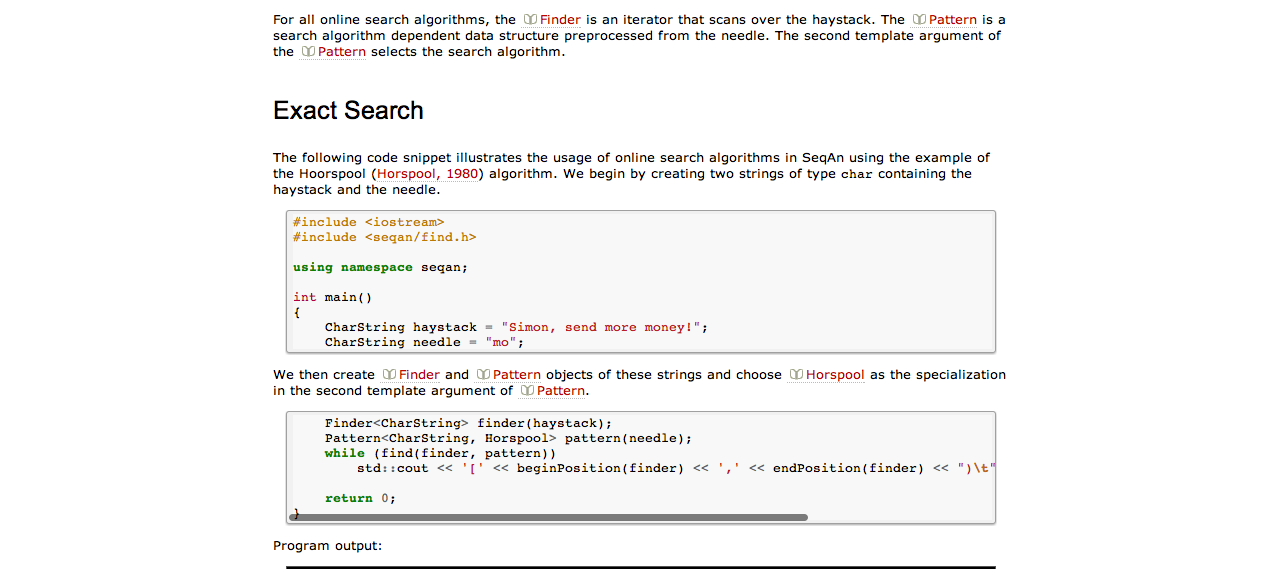 For all online search algorithms, the Finder is an iterator that scans over the haystack. The Pattern is a
search algorithm dependent data structure preprocessed from the needle. The second template argument of
the Pattern selects the search algorithm.
Exact Search
The following code snippet illustrates the usage of online search algorithms in SeqAn using the example of
the Hoorspool (Horspool, 1980) algorithm. We begin by creating two strings of type char containing the
haystack and the needle.
#include <iostream>
#include <seqan/find.h>
using namespace seqan;
int main()
{
    CharString haystack = "Simon, send more money!";
    CharString needle = "mo";
We then create Finder and Pattern objects of these strings and choose Horspool as the specialization
in the second template argument of Pattern.
    Finder<CharString> finder(haystack);
    Pattern<CharString, Horspool> pattern(needle);
    while (find(finder, pattern))
        std::cout << '[' << beginPosition(finder) << ',' << endPosition(finder) << ")\t"
    return 0;
}
Program output: